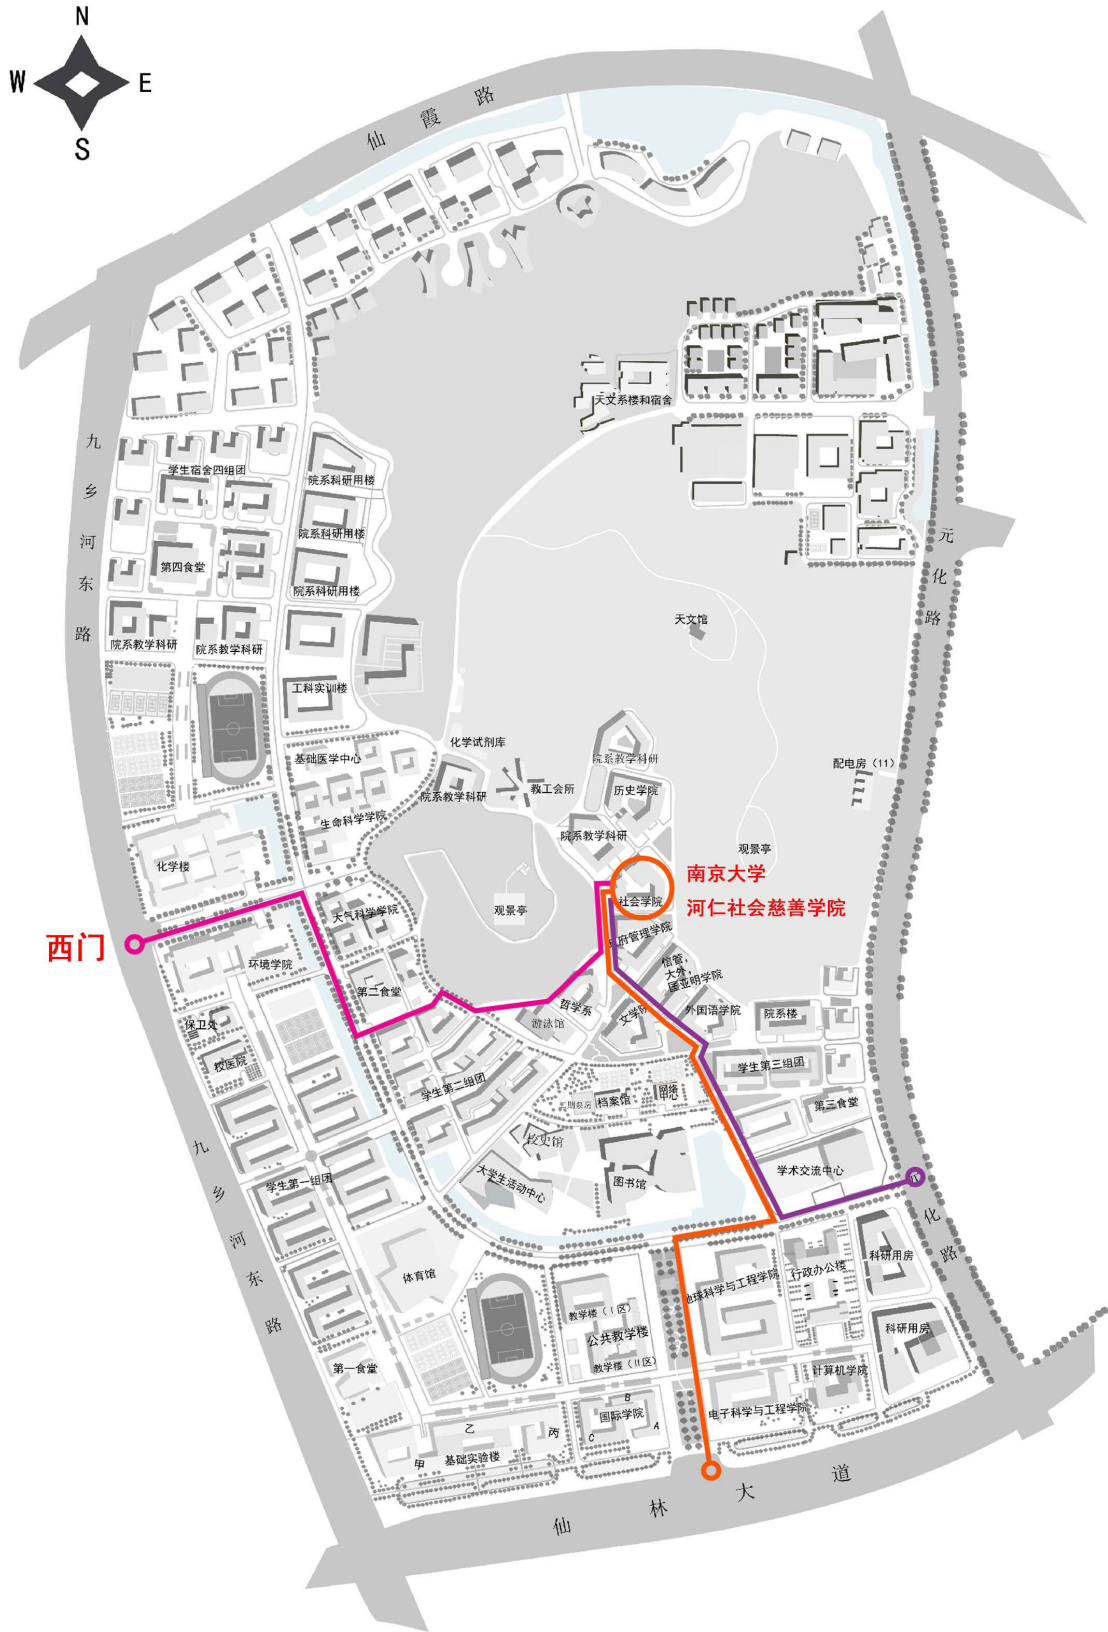 N
W E
S
仙霞路
九乡河东路
学生宿舍四组团
院系科研用楼
院系科研用楼
院系科研用楼
第四食堂
院系教学科研
院系教学科研
工科实训楼
天文系楼和宿舍
元化路
天文馆
基础医学中心
化学试剂库
院系教学科研
教工会所
院系教学科研
历史学院
院系教学科研
配电房（11）
生命科学学院
化学楼
观景亭
观景亭
南京大学
河仁社会慈善学院
社会学院
大气科学学院
西门
环境学院
第二食堂
府管理学院
信管，
大外，
匡亚明学院
哲学系
文学院
外国语学院
院系楼
游泳馆
保卫处
校医院
学生第二组团
学生第三组团
档案馆
网络
中心
第三食堂
校史馆
大学生活动中心
图书馆
学术交流中心
学生第一组团
九乡河东路
化路
体育馆
地球科学与工程学院
行政办公楼
科研用房
科研用房
教学楼（Ⅰ区）
公共教学楼
教学楼（Ⅱ区）
第一食堂
计算机学院
电子科学与工程学院
国际学院
A
B
C
甲
乙
丙
基础实验楼
仙林大道